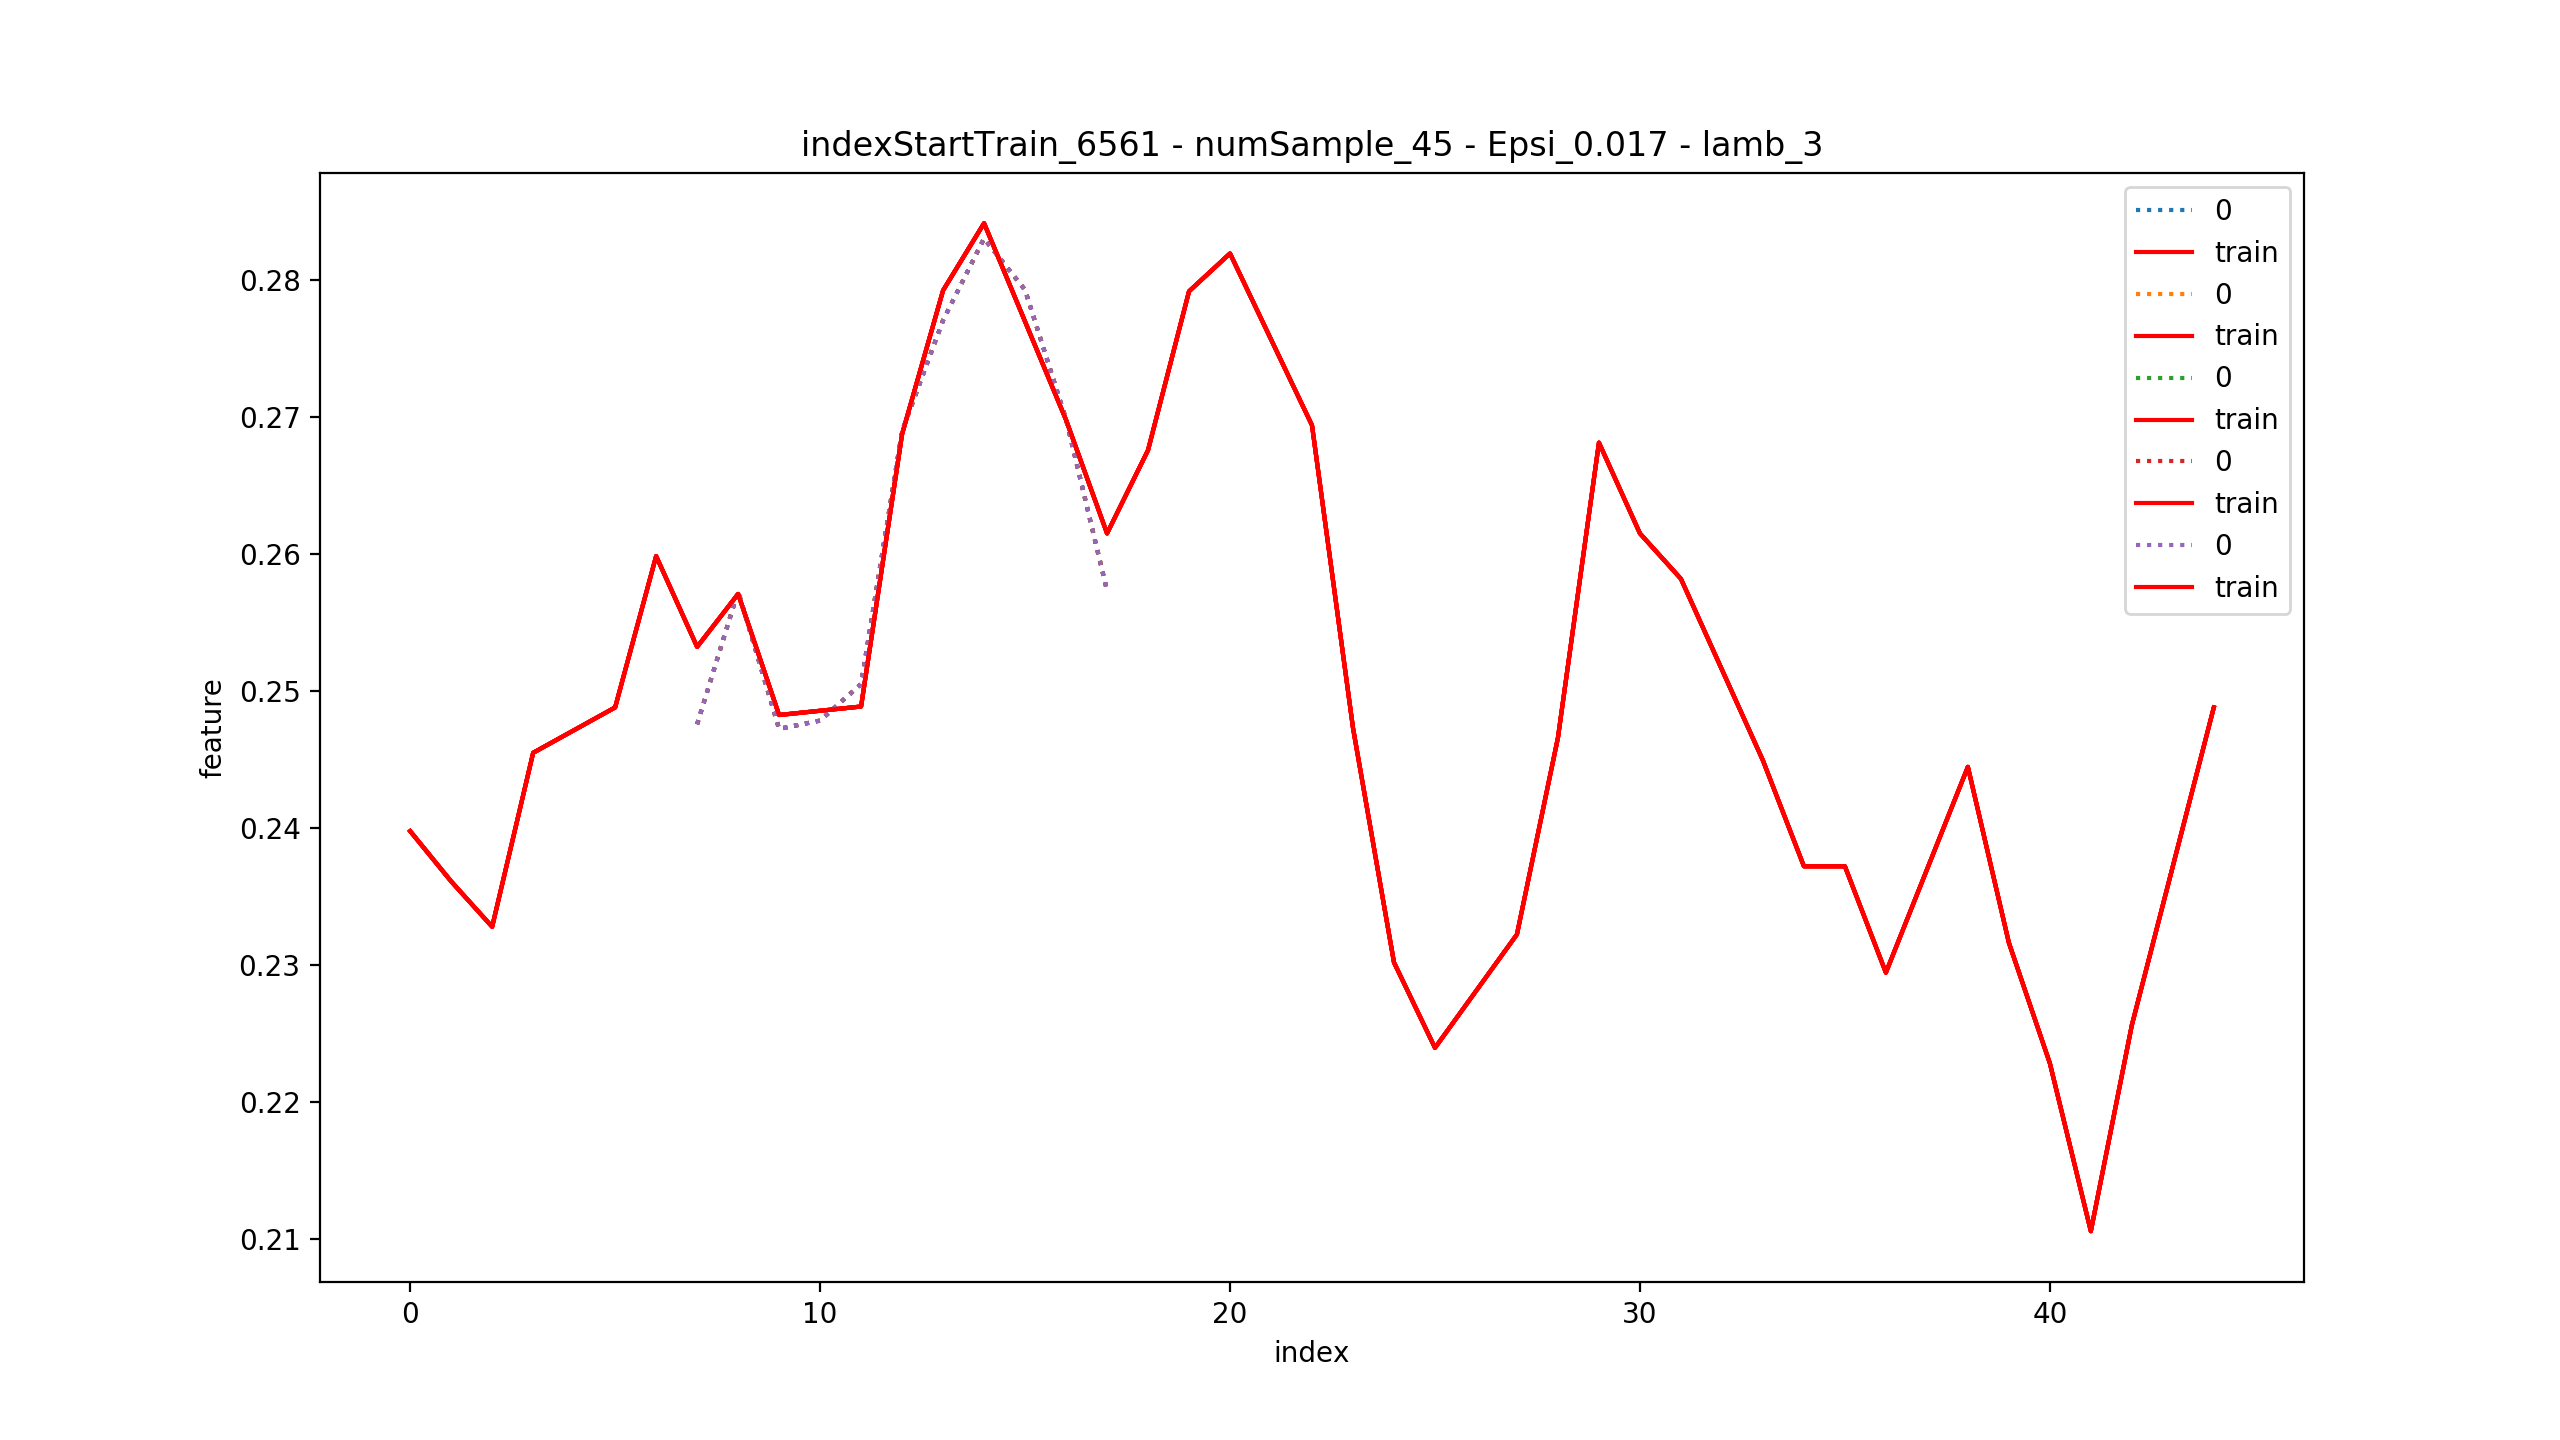 indexStartTrain_6561 - numSample_45 - Epsi_0.017 - lamb_3
0
train
0
train
0
train
0
train
0
train
0.28
0.27
0.26
0.25
0.24
0.23
0.22
0.21
feature
0 10 20 30 40
index